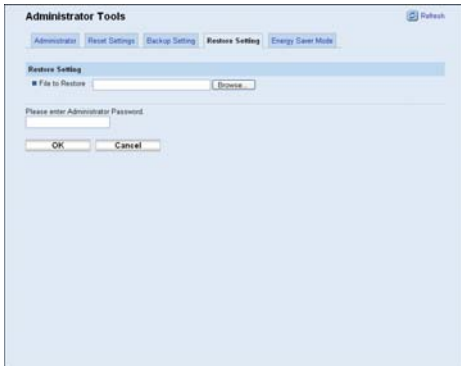 Administrator Tools
Refresh
Administrator Reset Settings Backup Setting Restore Setting Energy Saver Mode
Restore Setting
File to Restore Browse...
Please enter Administrator Password.
OK Cancel